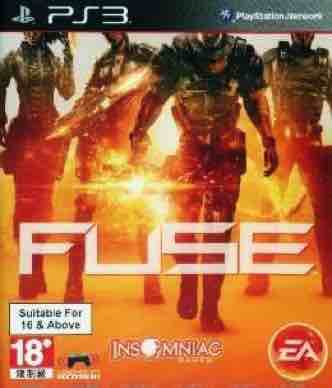 PS3
PlayStation Network
FUSE
Suitable For
16 & Above
18+
INSOMNIAC
GAMES
EA